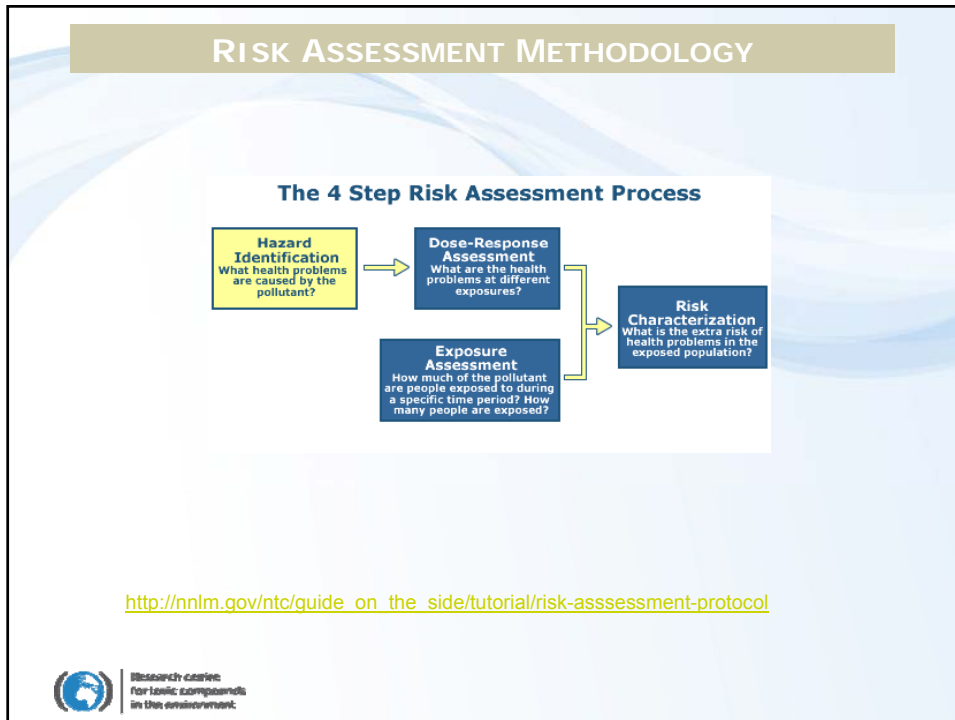 RISK ASSESSMENT METHODOLOGY
The 4 Step Risk Assessment Process
Hazard
Identification
What health problems
are caused by the
pollutant?
Dose-Response
Assessment
What are the health
problems at different
exposures?
Exposure
Assessment
How much of the pollutant
are people exposed to during
a specific time period? How
many people are exposed?
Risk
Characterization
What is the extra risk of
health problems in the
exposed population?
http://nnlm.gov/ntc/guide_on_the_side/tutorial/risk-asssessment-protocol
Research centre
for toxic compounds
in the environment